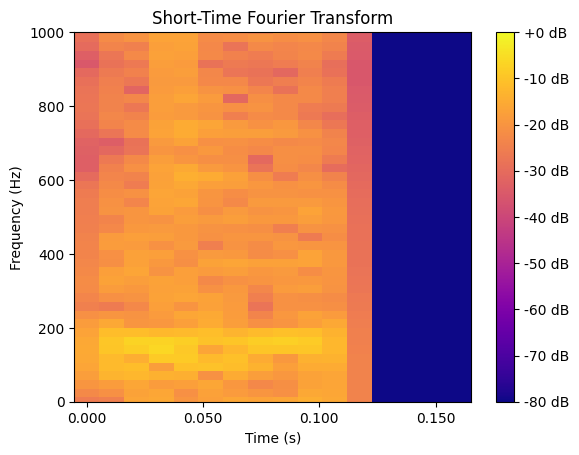 Short-Time Fourier Transform
1000
800
600
400
200
0
Frequency (Hz)
0.000
0.050
0.100
0.150
Time (s)
+0 dB
-10 dB
-20 dB
-30 dB
-40 dB
-50 dB
-60 dB
-70 dB
-80 dB